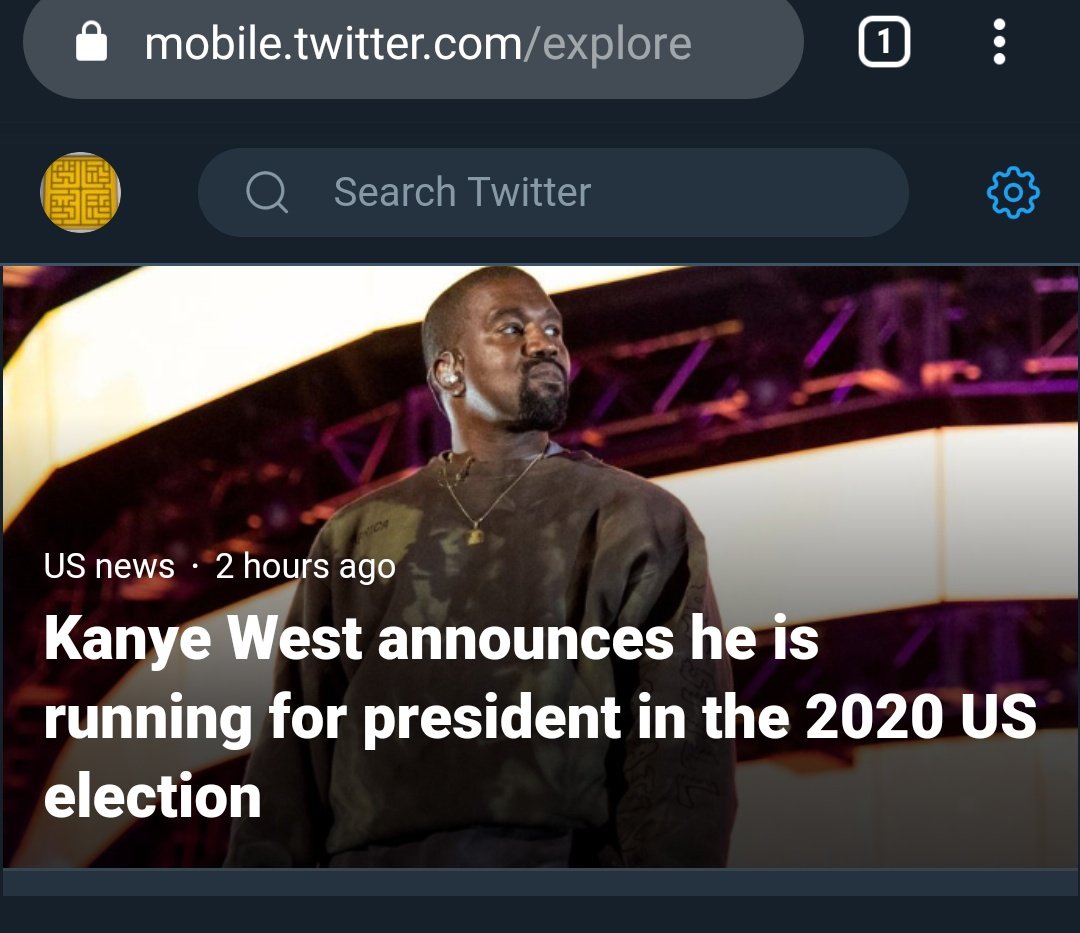 mobile.twitter.com/explore
1
Search Twitter
US news · 2 hours ago
Kanye West announces he is
running for president in the 2020 US
election